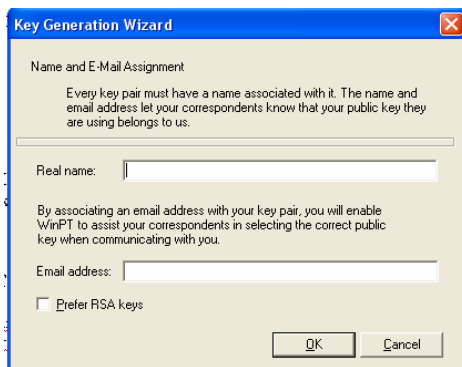 Key Generation Wizard
Name and E-Mail Assignment
Every key pair must have a name associated with it. The name and
email address let your correspondents know that your public key they
are using belongs to us.
Real name:
By associating an email address with your key pair, you will enable
WinPT to assist your correspondents in selecting the correct public
key when communicating with you.
Email address:
Prefer RSA keys
OK Cancel